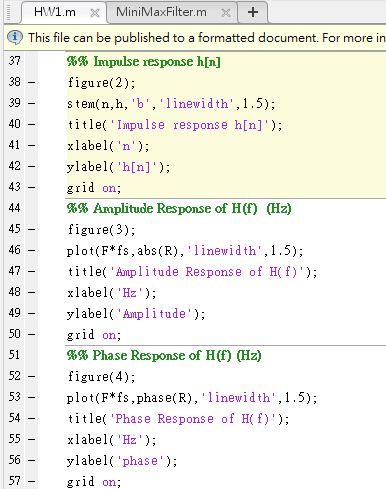 HW1.m × MiniMaxFilter.m × +
This file can be published to a formatted document. For more in
37 %% Impulse response h[n]
38 – figure(2);
39 – stem(n,h,'b','linewidth',1.5);
40 – title('Impulse response h[n]');
41 – xlabel('n');
42 – ylabel('h[n]');
43 – grid on;
44 %% Amplitude Response of H(f)  (Hz)
45 – figure(3);
46 – plot(F*fs,abs(R),'linewidth',1.5);
47 – title('Amplitude Response of H(f)');
48 – xlabel('Hz');
49 – ylabel('Amplitude');
50 – grid on;
51 %% Phase Response of H(f) (Hz)
52 – figure(4);
53 – plot(F*fs,phase(R),'linewidth',1.5);
54 – title('Phase Response of H(f)');
55 – xlabel('Hz');
56 – ylabel('phase');
57 – grid on;